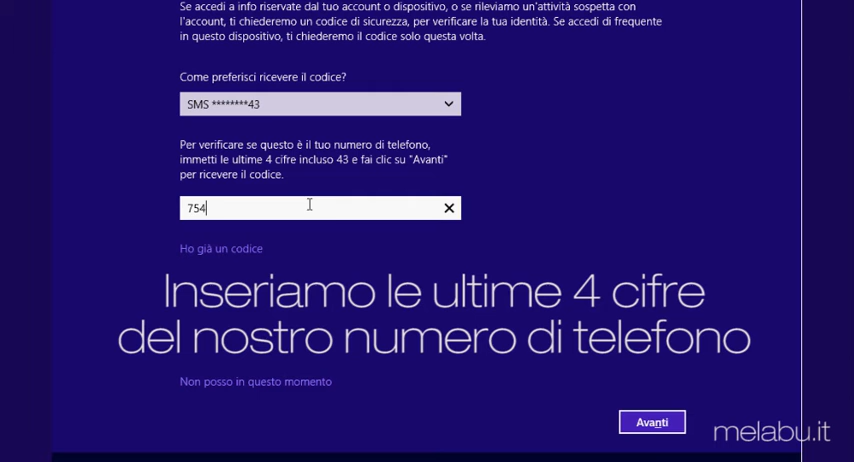 Se accedi a info riservate dal tuo account o dispositivo, o se rileviamo un'attività sospetta con
l'account, ti chiederemo un codice di sicurezza, per verificare la tua identità. Se accedi di frequente
in questo dispositivo, ti chiederemo il codice solo questa volta.
Come preferisci ricevere il codice?
SMS ********43
Per verificare se questo è il tuo numero di telefono,
immetti le ultime 4 cifre incluso 43 e fai clic su "Avanti"
per ricevere il codice.
754
Ho già un codice
Inseriamo le ultime 4 cifre
del nostro numero di telefono
Non posso in questo momento
Avanti
melabu.it